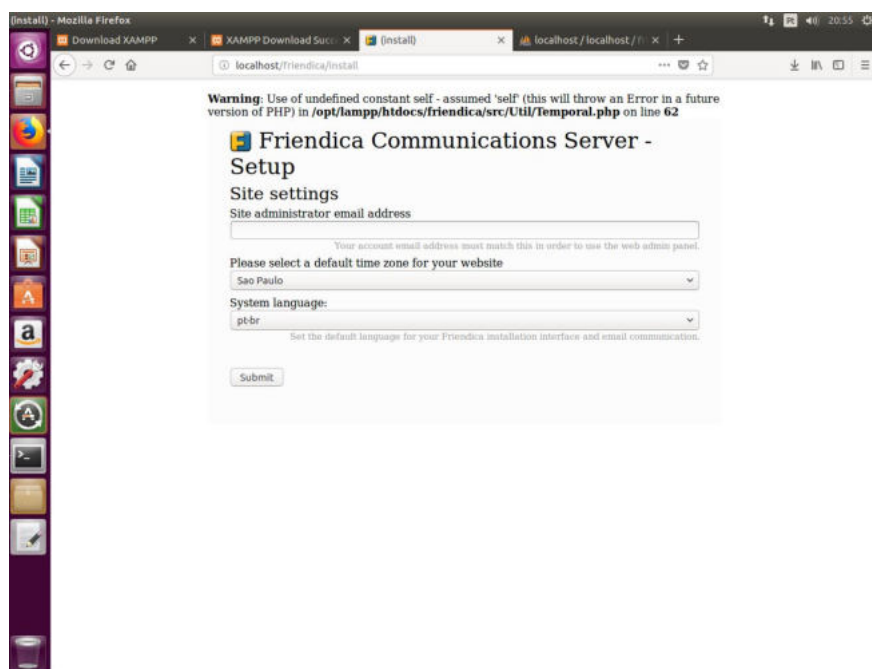 (install) - Mozilla Firefox
Pt
20:55
Download XAMPP
XAMPP Download Succ
(install)
localhost / localhost / fr
localhost/friendica/install
Warning: Use of undefined constant self - assumed 'self' (this will throw an Error in a future
version of PHP) in /opt/lampp/htdocs/friendica/src/Util/Temporal.php on line 62
Friendica Communications Server -
Setup
Site settings
Site administrator email address
Your account email address must match this in order to use the web admin panel.
Please select a default time zone for your website
Sao Paulo
System language:
pt-br
Set the default language for your Friendica installation interface and email communication.
Submit